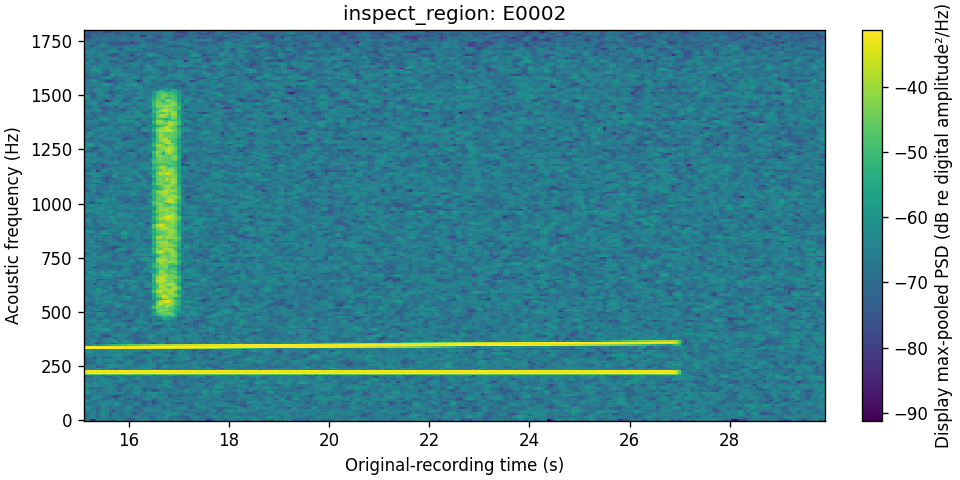 inspect_region: E0002
Acoustic frequency (Hz)
1750
1500
1250
1000
750
500
250
0
16 18 20 22 24 26 28
Original-recording time (s)
−40
−50
−60
−70
−80
−90
Display max-pooled PSD (dB re digital amplitude²/Hz)